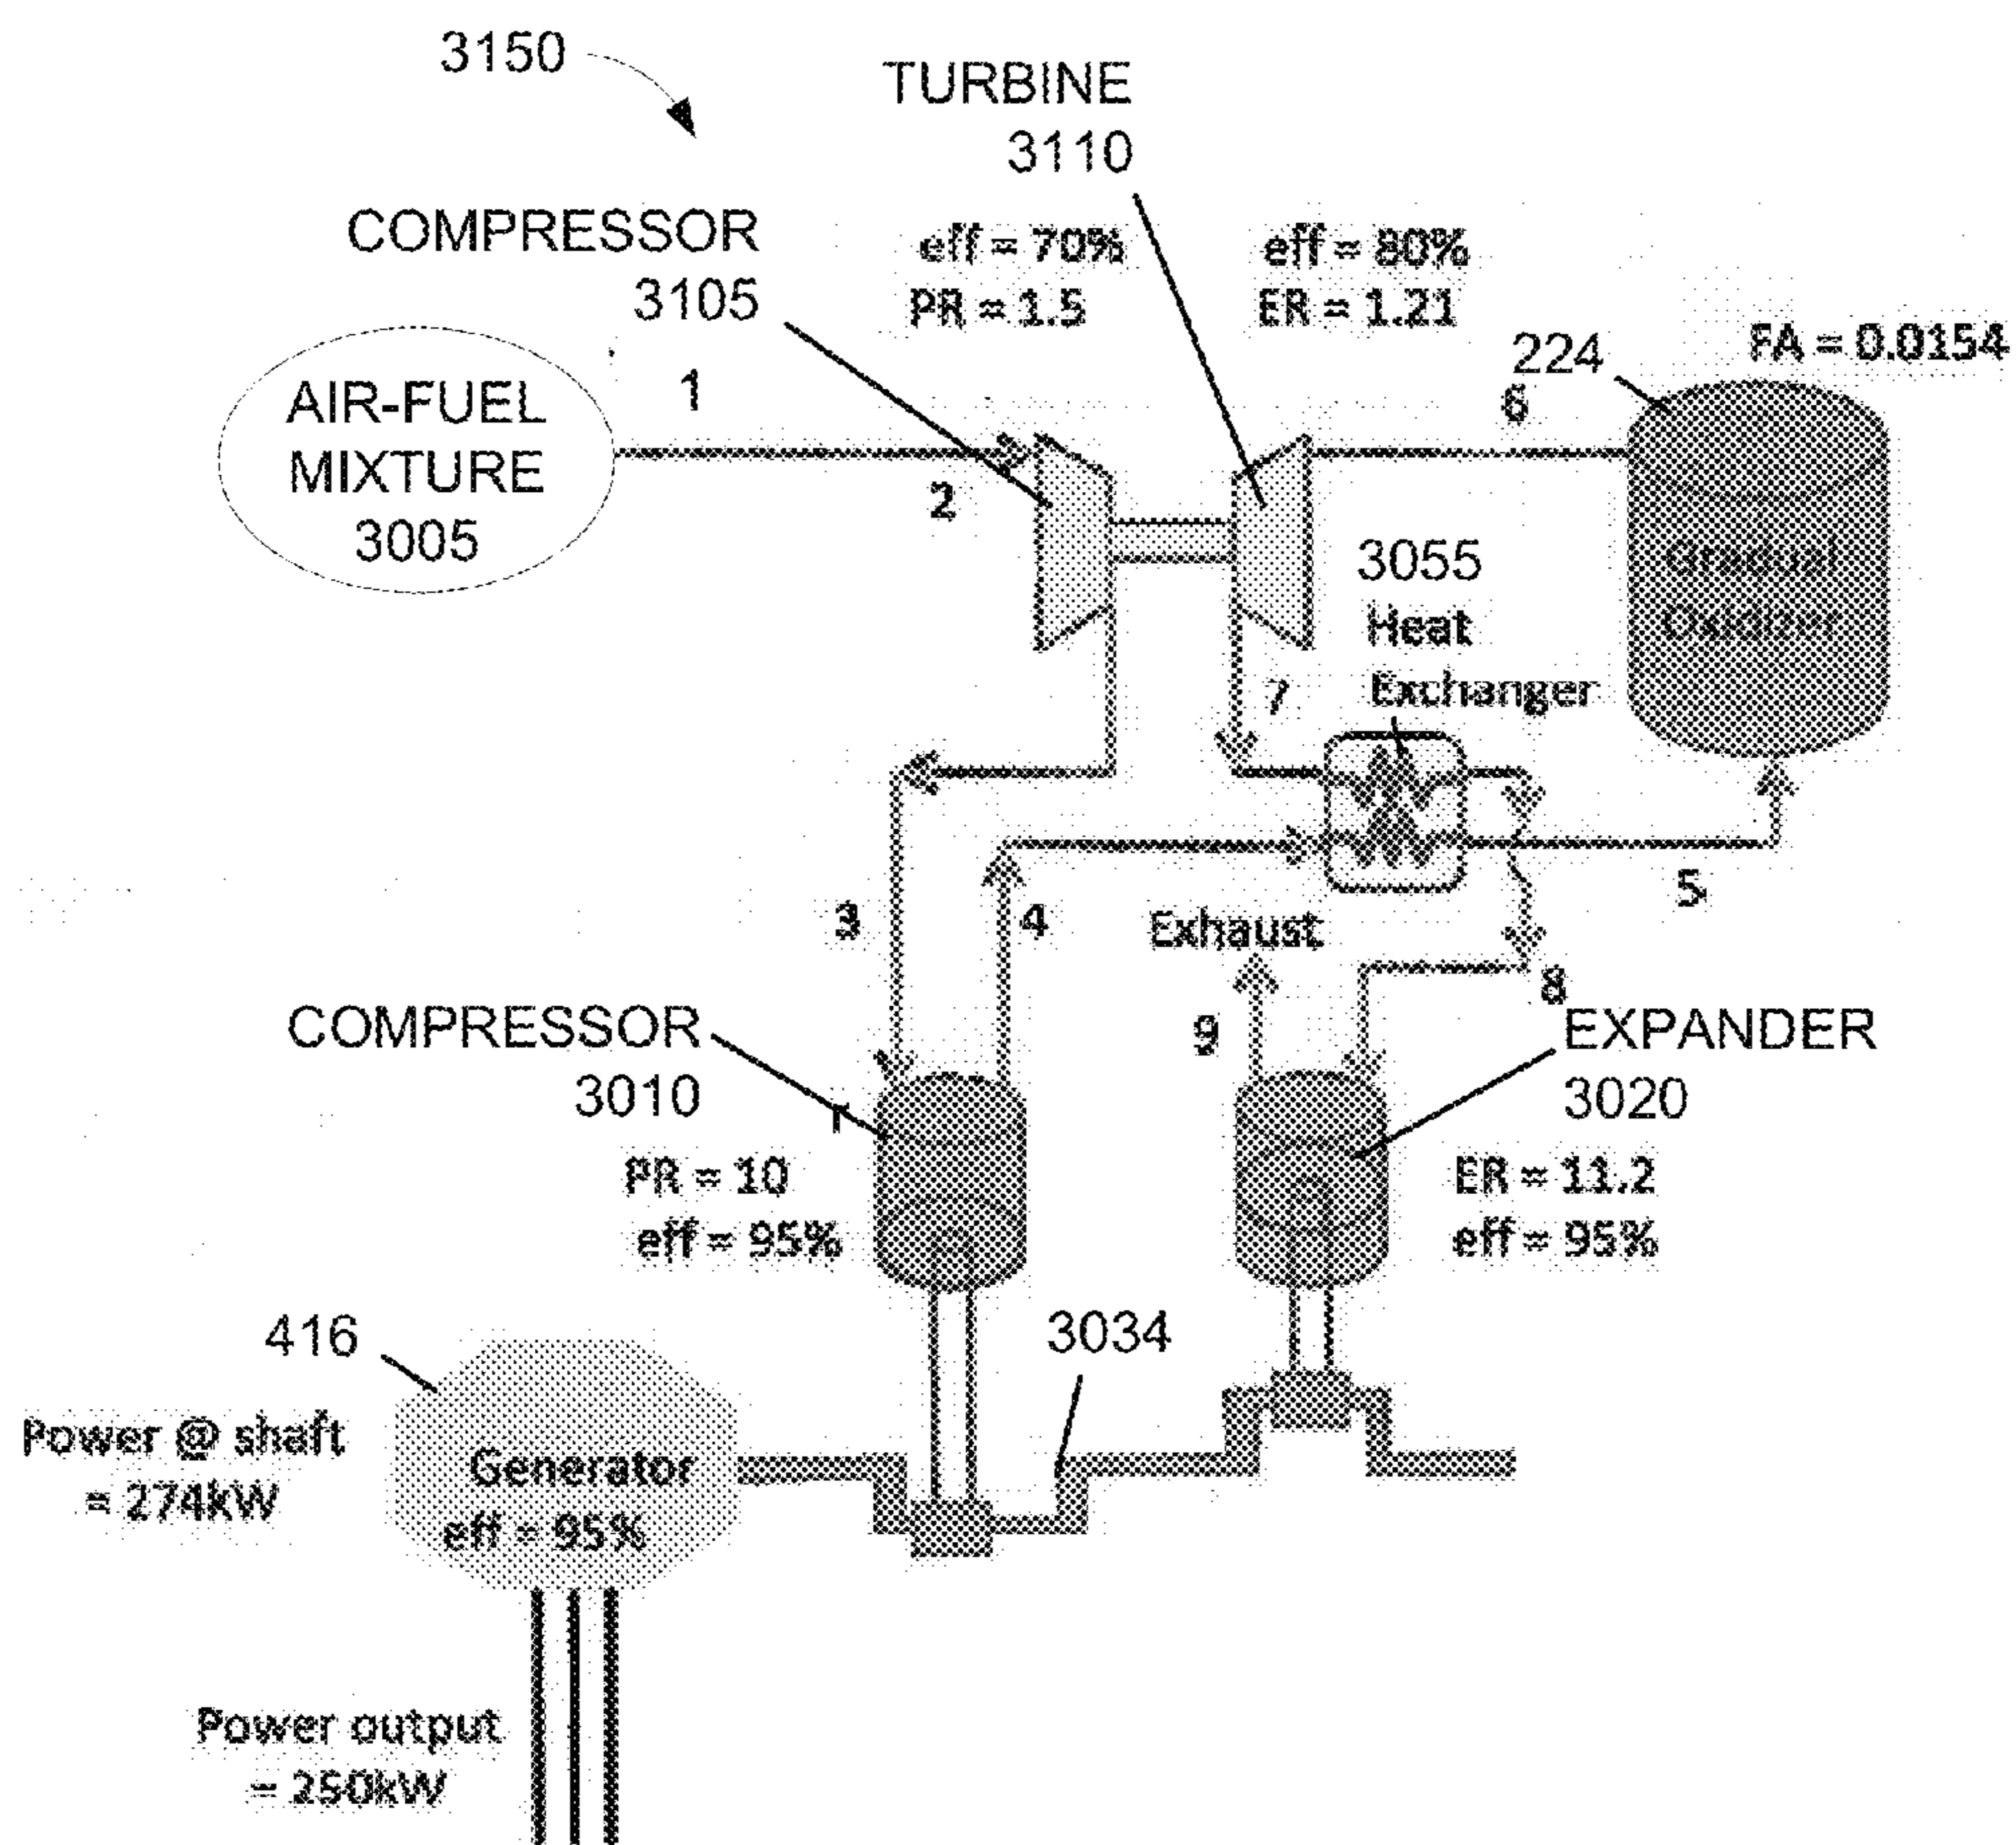 3150
TURBINE
3110
COMPRESSOR
3105
eff = 70%
PR = 1.5
eff = 80%
ER = 1.21
224
FA = 0.0154
AIR-FUEL
MIXTURE
3005
1
2
6
Gradual
Oxidizer
3055
Heat
Exchanger
7
3
4
5
Exhaust
8
9
COMPRESSOR
3010
r
PR = 10
eff = 95%
EXPANDER
3020
ER = 11.2
eff = 95%
416
3034
Power @ shaft
= 274kW
Generator
eff = 95%
Power output
= 250kW